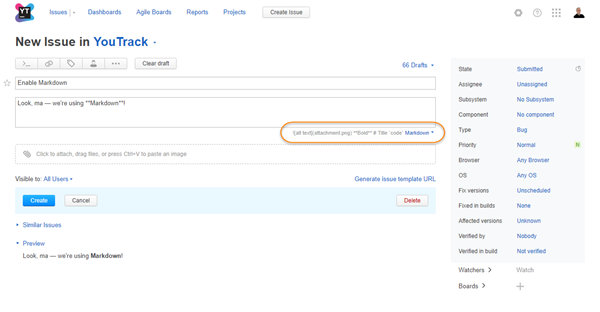 YT
Issues
Dashboards
Agile Boards
Reports
Projects
Create Issue
New Issue in YouTrack
Clear draft
66 Drafts
Enable Markdown
Look, ma — we're using **Markdown**!
![alt text](attachment.png) **Bold** # Title `code` Markdown
Click to attach, drag files, or press Ctrl+V to paste an image
Visible to: All Users
Generate issue template URL
Create
Cancel
Delete
Similar Issues
Preview
Look, ma — we're using Markdown!
State Submitted
Assignee Unassigned
Subsystem No Subsystem
Component No component
Type Bug
Priority Normal N
Browser Any Browser
OS Any OS
Fix versions Unscheduled
Fixed in builds None
Affected versions Unknown
Verified by Nobody
Verified in build Not verified
Watchers Watch
Boards